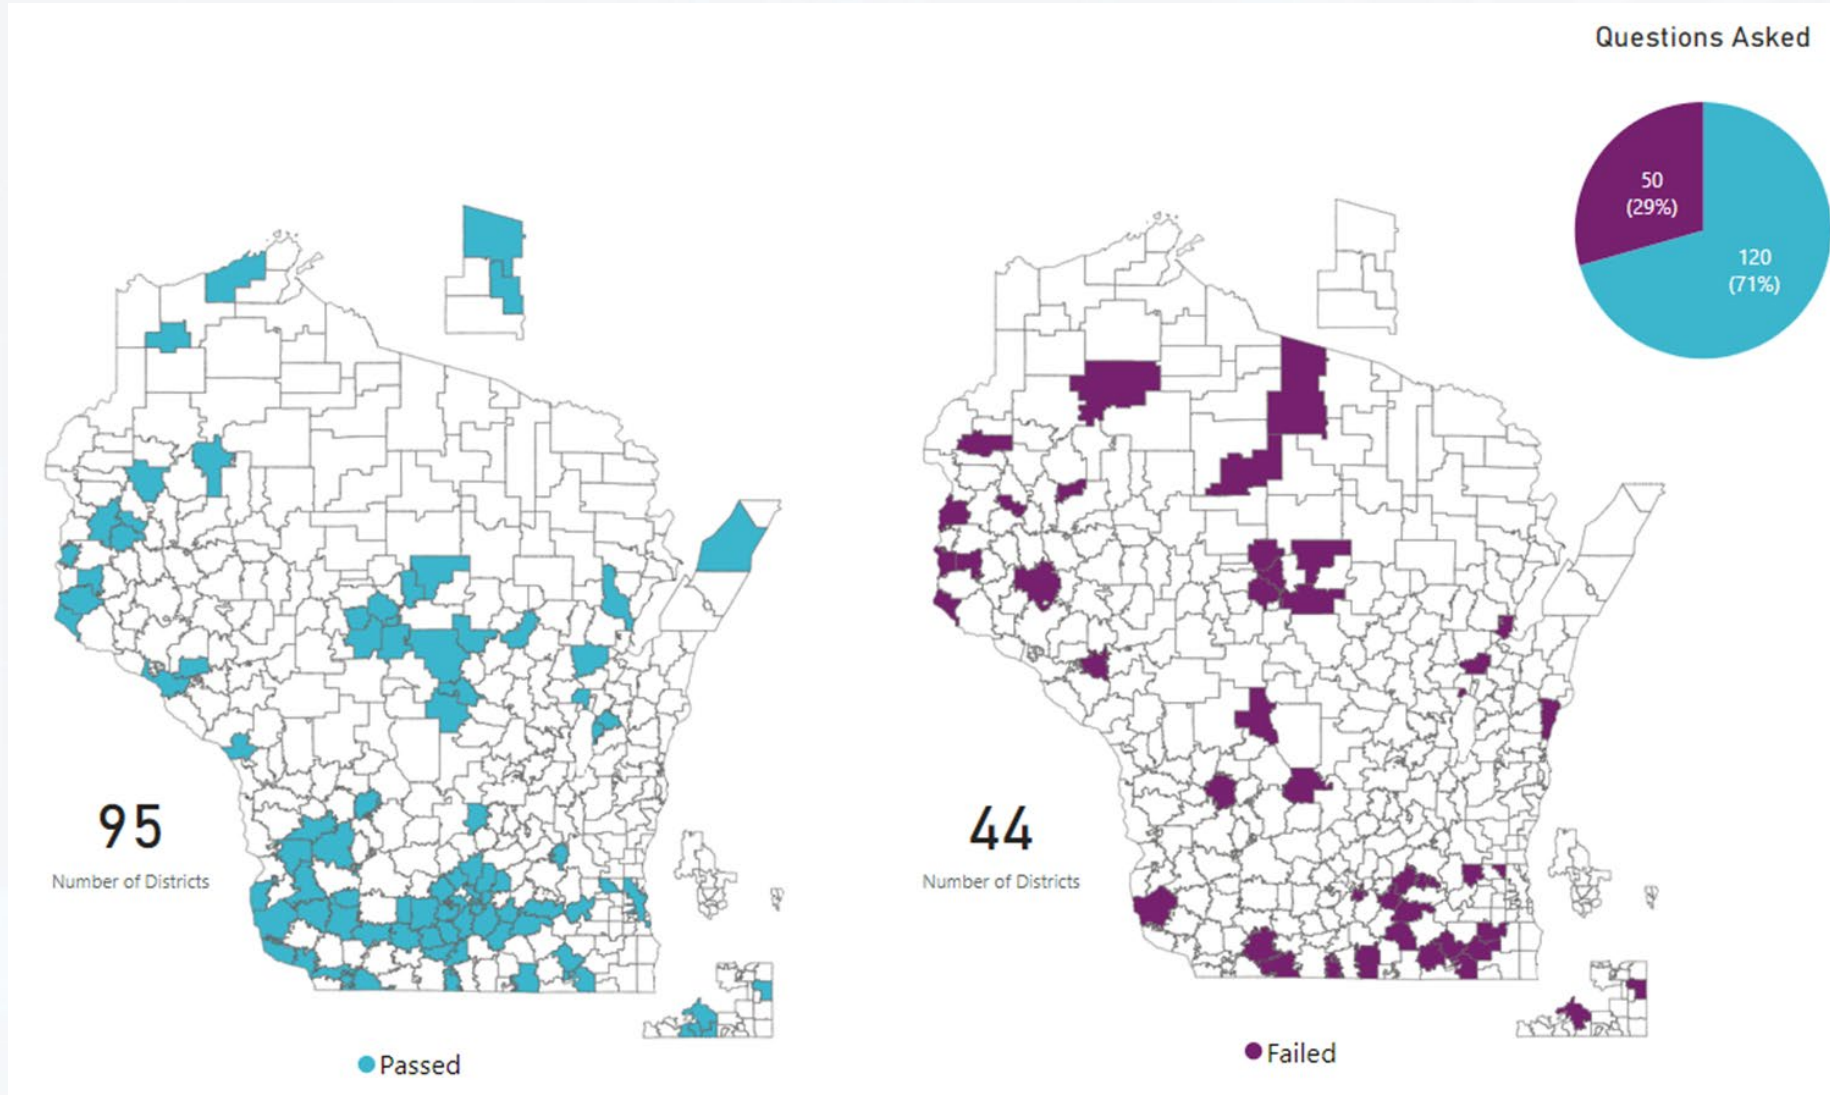 Questions Asked
50
(29%)
120
(71%)
95
Number of Districts
Passed
44
Number of Districts
Failed